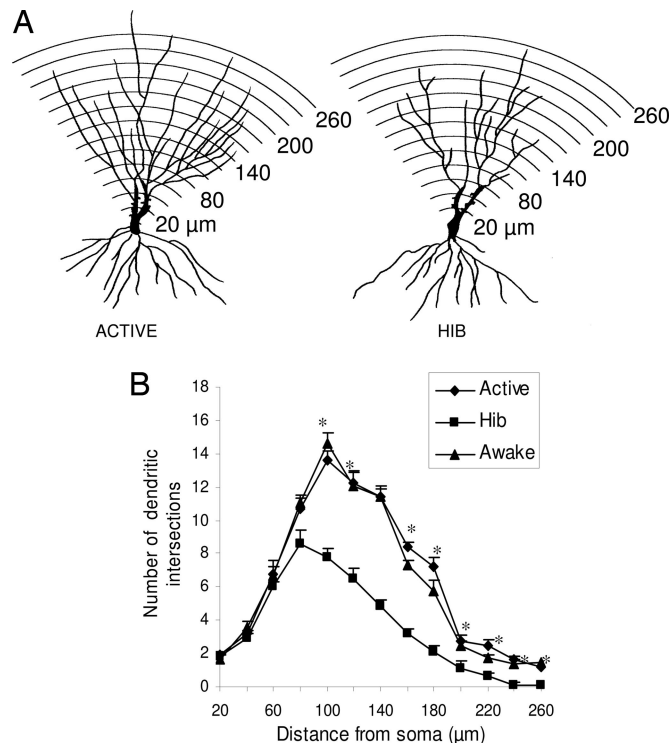 A
260
200
140
80
20 µm
ACTIVE
260
200
140
80
20 µm
HIB
B
Number of dendritic
intersections
18
16
14
12
10
8
6
4
2
0
* * * * * * * *
Active
Hib
Awake
20 60 100 140 180 220 260
Distance from soma (µm)